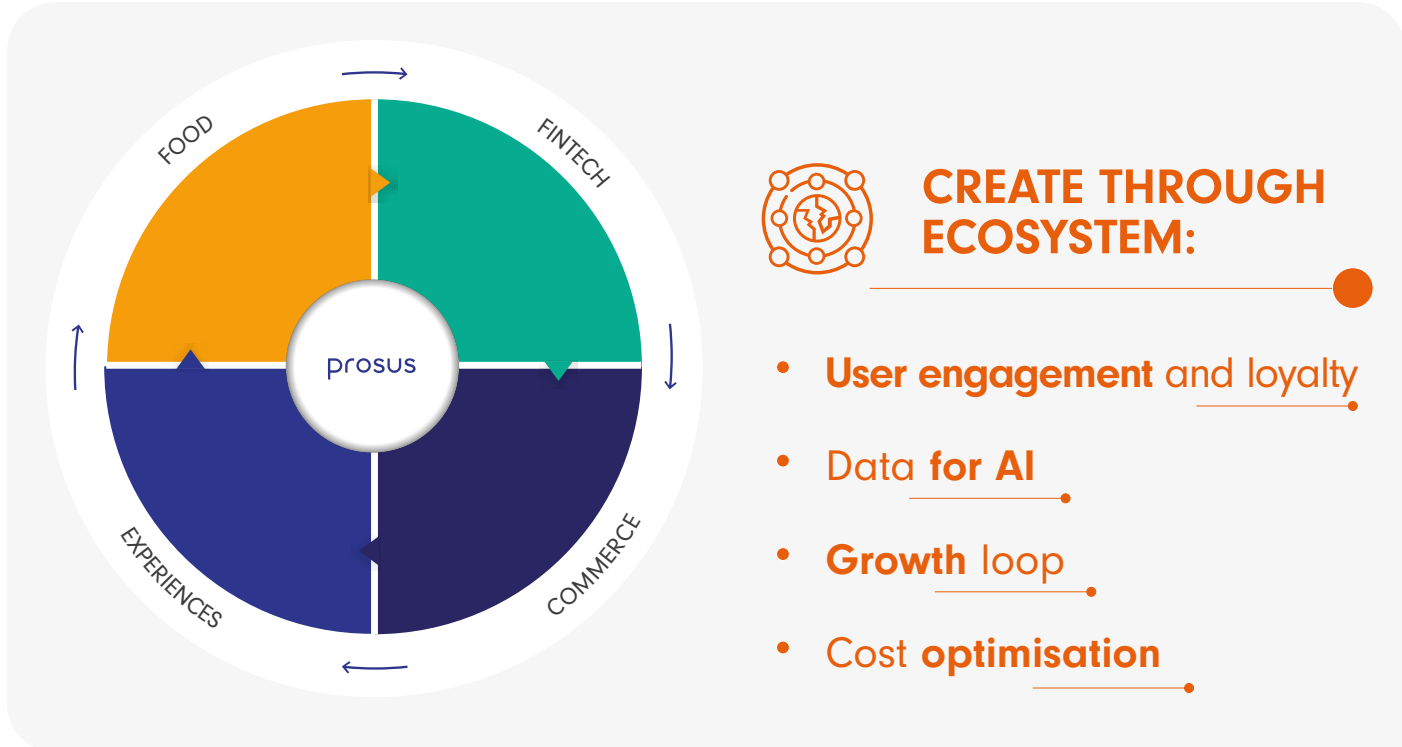 FOOD
FINTECH
prosus
EXPERIENCES
COMMERCE
CREATE THROUGH
ECOSYSTEM:
• User engagement and loyalty
• Data for AI
• Growth loop
• Cost optimisation